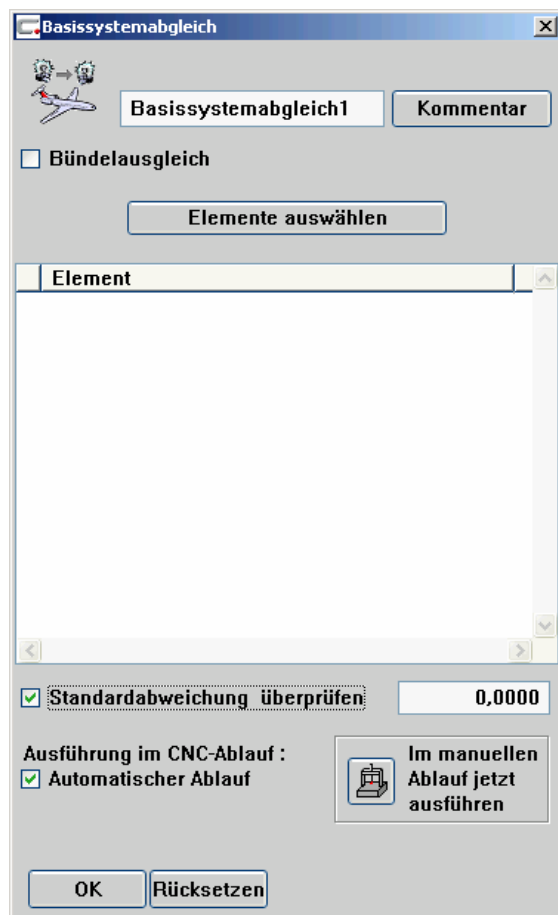 Basissystemabgleich
Basissystemabgleich1
Kommentar
Bündelausgleich
Elemente auswählen
Element
Standardabweichung überprüfen
0,0000
Ausführung im CNC-Ablauf :
Automatischer Ablauf
Im manuellen
Ablauf jetzt
ausführen
OK
Rücksetzen